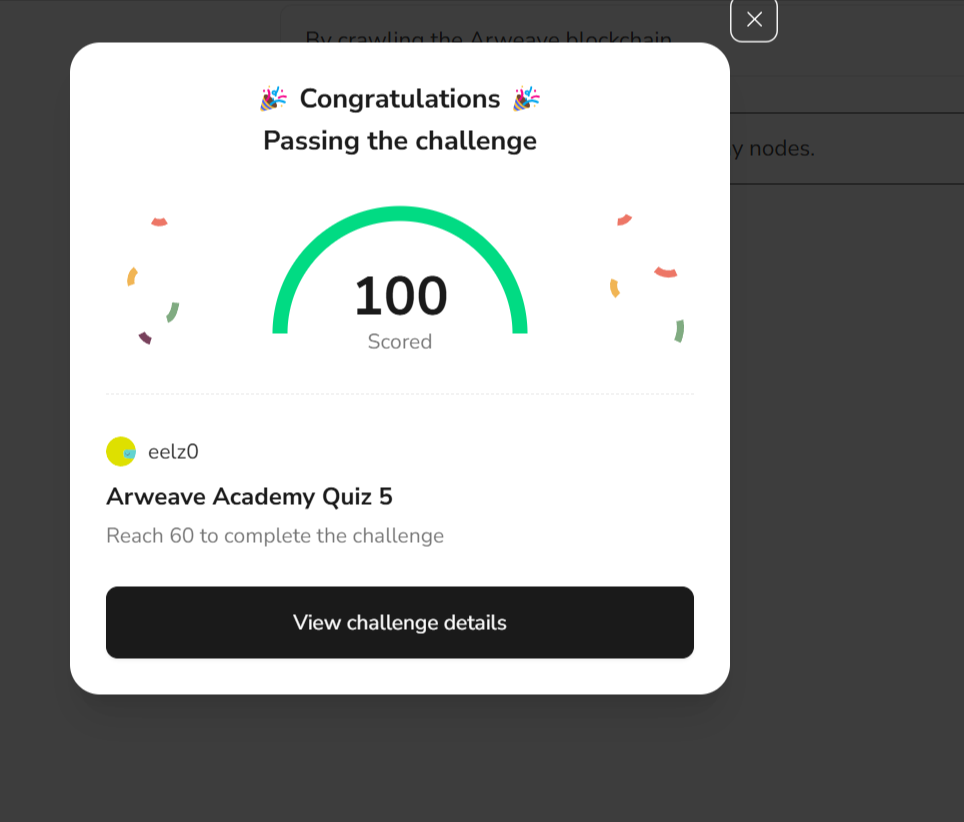 By crawling the Arweave blockchain
🎉 Congratulations 🎉
Passing the challenge
y nodes.
100
Scored
eelz0
Arweave Academy Quiz 5
Reach 60 to complete the challenge
View challenge details